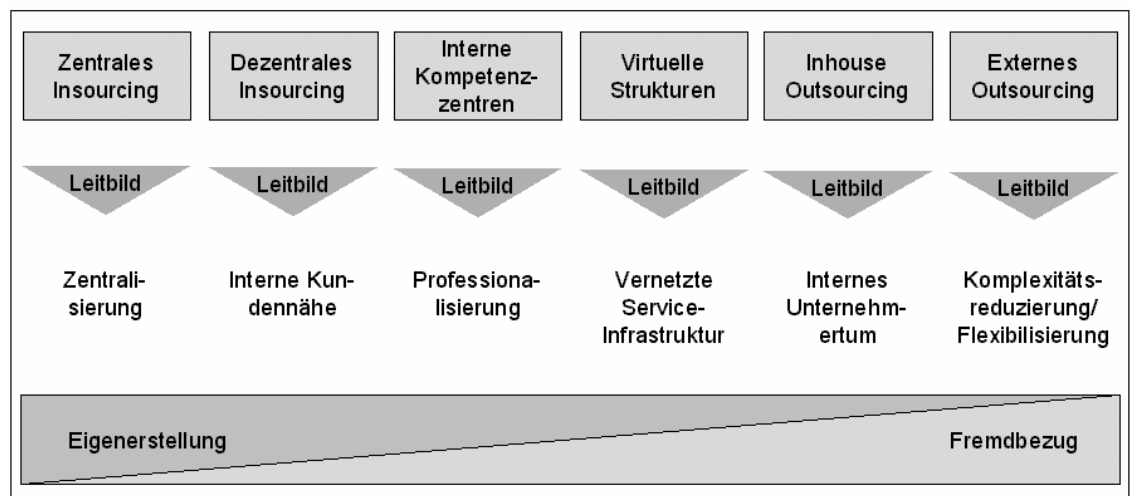 Zentrales
Insourcing
Dezentrales
Insourcing
Interne
Kompetenz-
zentren
Virtuelle
Strukturen
Inhouse
Outsourcing
Externes
Outsourcing
Leitbild
Leitbild
Leitbild
Leitbild
Leitbild
Leitbild
Zentrali-
sierung
Interne Kun-
dennähe
Professiona-
lisierung
Vernetzte
Service-
Infrastruktur
Internes
Unternehm-
ertum
Komplexitäts-
reduzierung/
Flexibilisierung
Eigenerstellung
Fremdbezug